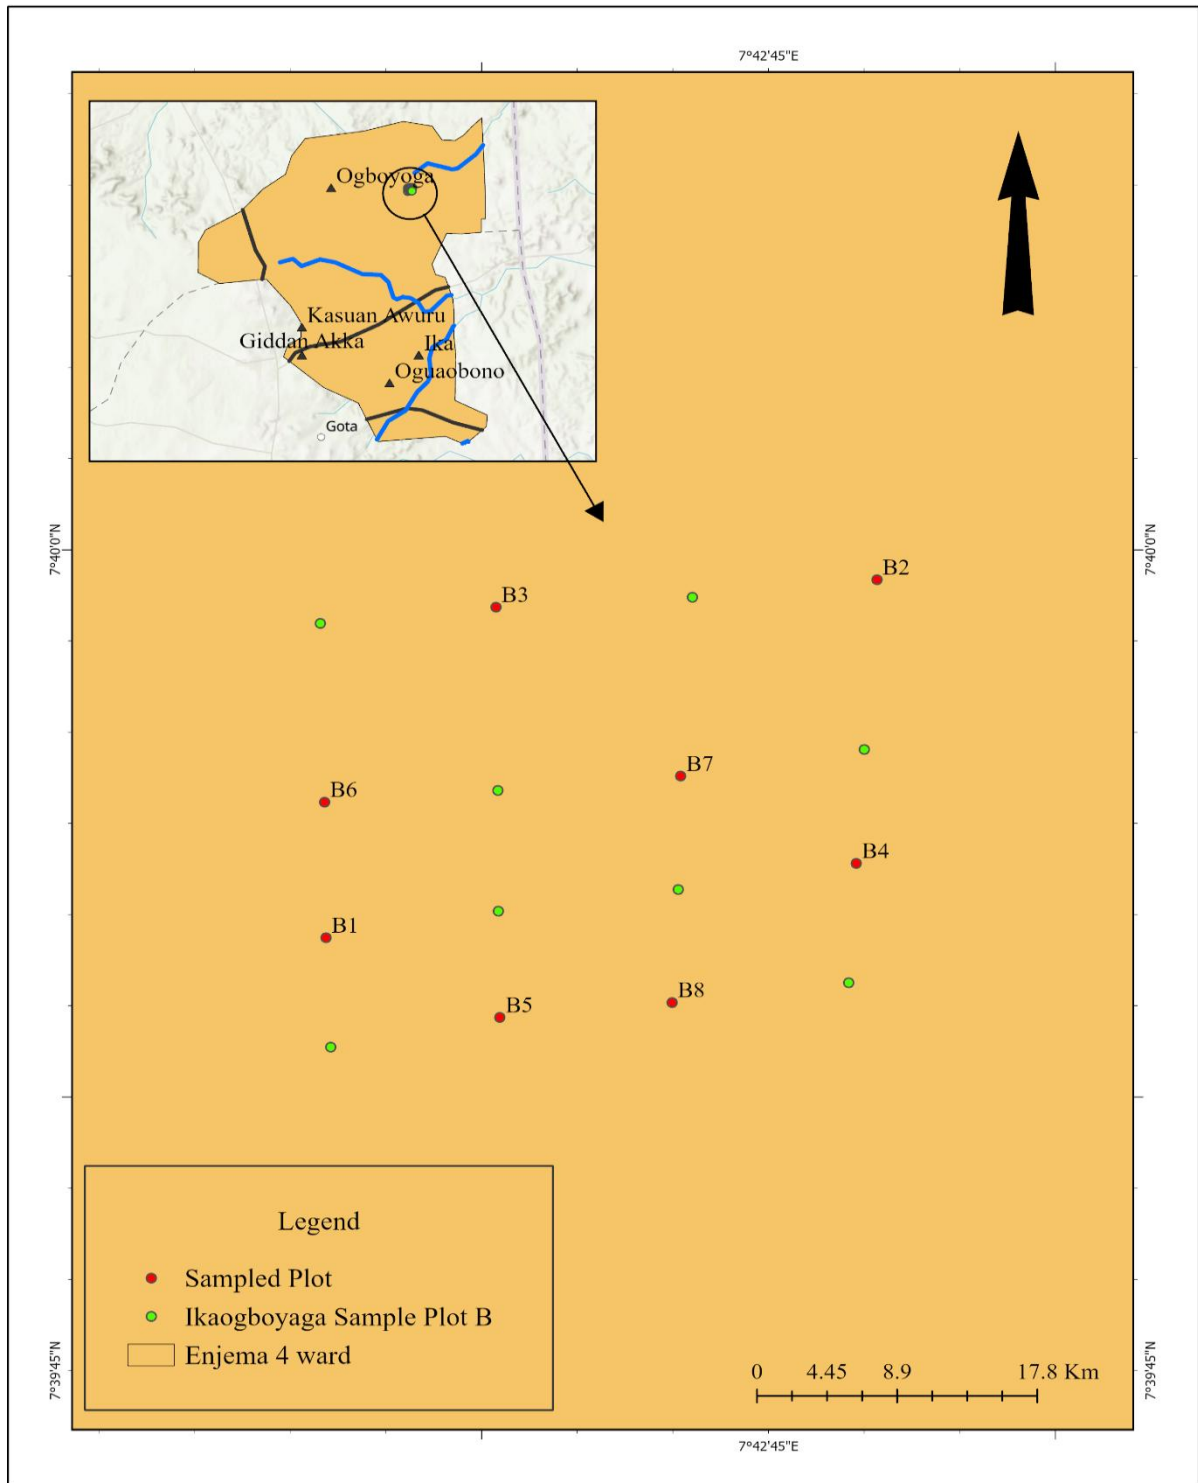 7°42'45"E
Ogboyoga
Kasuan Awuru
Giddan Akka
Ika
Oguaobono
Gota
7°40'0"N
7°40'0"N
B2
B3
B7
B6
B4
B1
B8
B5
Legend
Sampled Plot
Ikaogboyaga Sample Plot B
Enjema 4 ward
0 4.45 8.9 17.8 Km
7°39'45"N
7°39'45"N
7°42'45"E